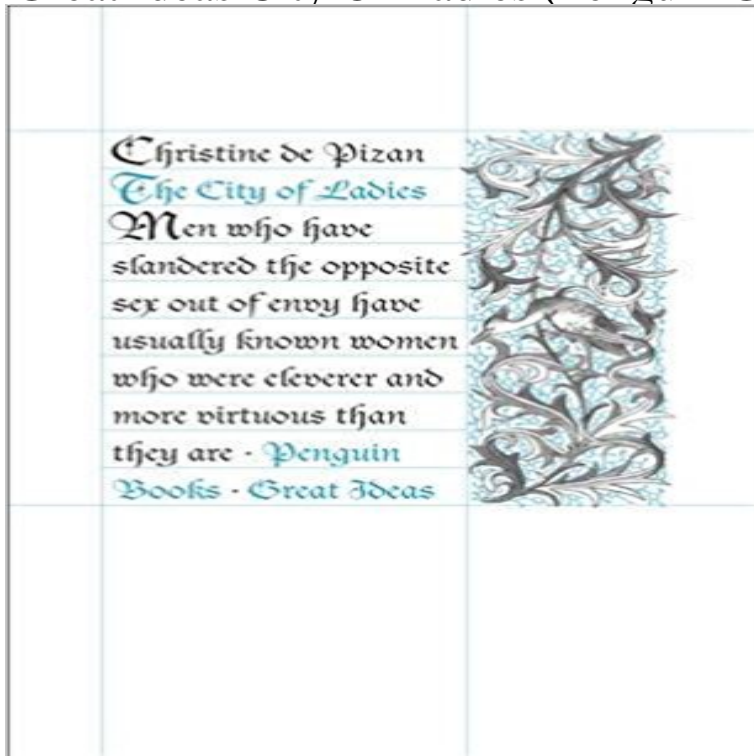 Christine de Pizan
The City of Ladies
Men who have
slandered the opposite
sex out of envy have
usually known women
who were cleverer and
more virtuous than
they are · Penguin
Books · Great Ideas